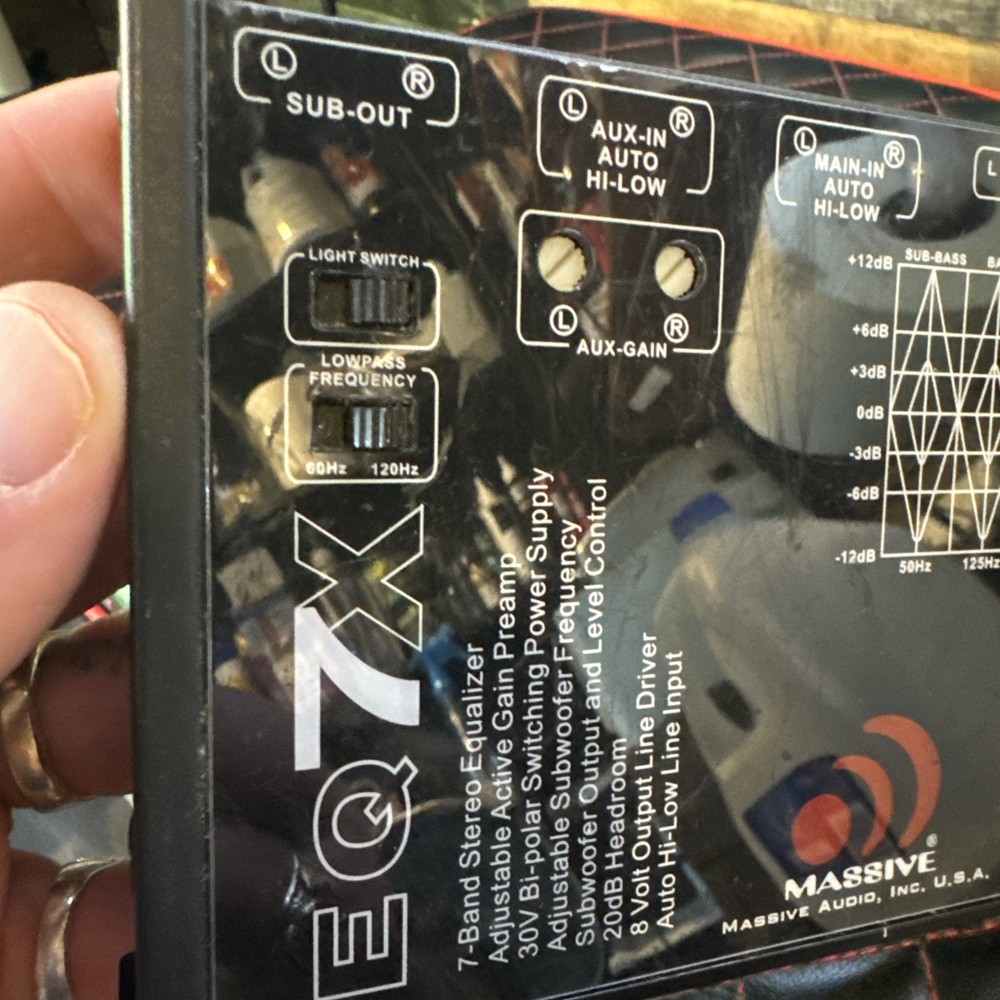 L R
SUB-OUT
L R
AUX-IN
AUTO
HI-LOW
L R
MAIN-IN
AUTO
HI-LOW
L
LIGHT SWITCH
L R
AUX-GAIN
LOWPASS
FREQUENCY
60Hz 120Hz
SUB-BASS BA
+12dB
+6dB
+3dB
0dB
-3dB
-6dB
-12dB
50Hz 125Hz
EQ7X
7-Band Stereo Equalizer
Adjustable Active Gain Preamp
30V Bi-polar Switching Power Supply
Adjustable Subwoofer Frequency
Subwoofer Output and Level Control
20dB Headroom
8 Volt Output Line Driver
Auto Hi-Low Line Input
MASSIVE®
MASSIVE AUDIO, INC. U.S.A.